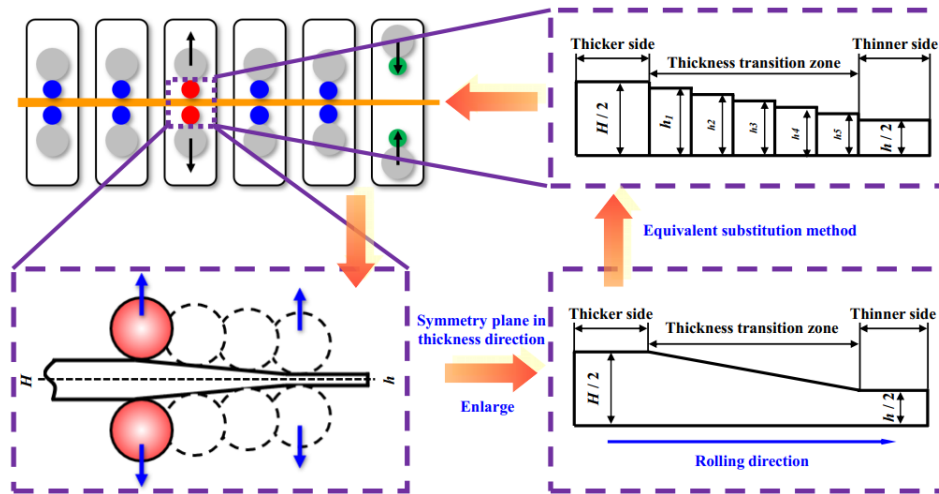 Thicker side
Thinner side
Thickness transition zone
H / 2
h1
h2
h3
h4
h5
h / 2
Equivalent substitution method
H
h
Symmetry plane in
thickness direction
Enlarge
Thicker side
Thinner side
Thickness transition zone
H / 2
h / 2
Rolling direction